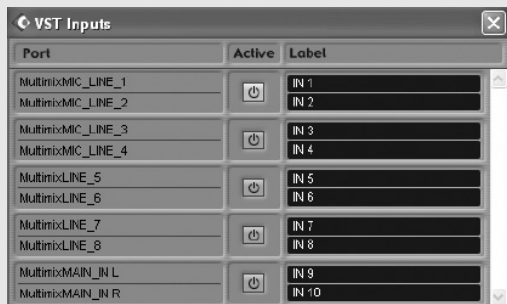 VST Inputs
Port Active Label
MultimixMIC_LINE_1 IN 1
MultimixMIC_LINE_2 IN 2
MultimixMIC_LINE_3 IN 3
MultimixMIC_LINE_4 IN 4
MultimixLINE_5 IN 5
MultimixLINE_6 IN 6
MultimixLINE_7 IN 7
MultimixLINE_8 IN 8
MultimixMAIN_IN L IN 9
MultimixMAIN_IN R IN 10